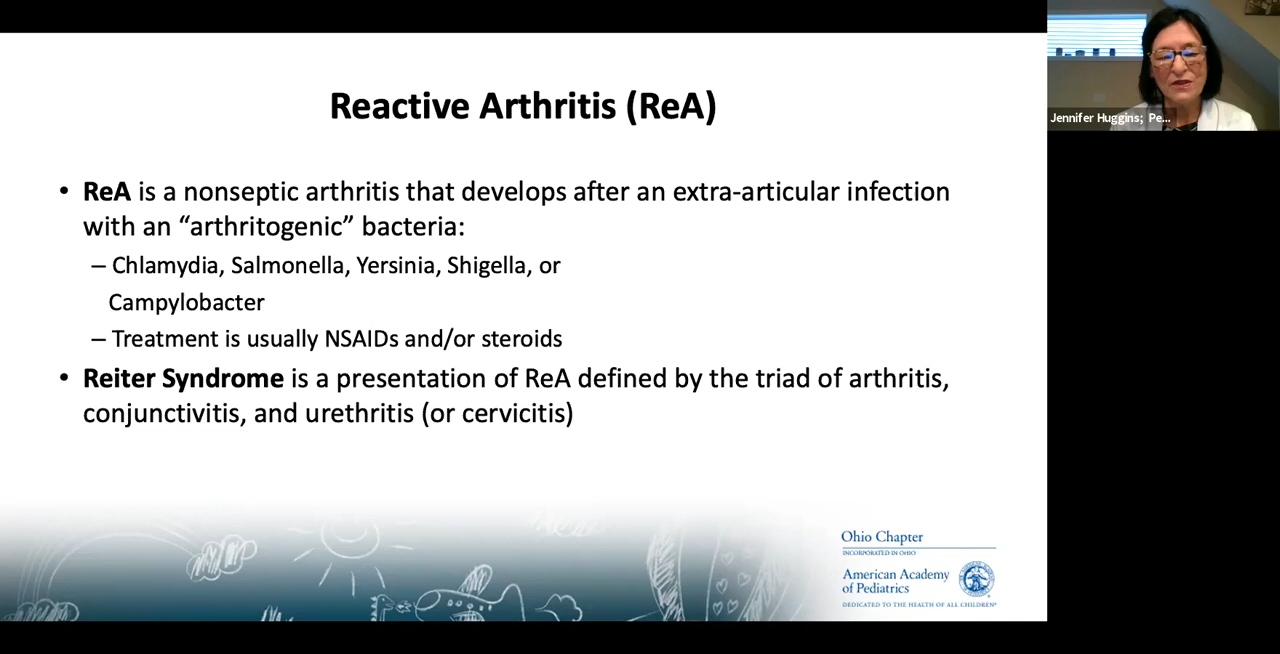 Reactive Arthritis (ReA)
• ReA is a nonseptic arthritis that develops after an extra-articular infection
with an “arthritogenic” bacteria:
– Chlamydia, Salmonella, Yersinia, Shigella, or
Campylobacter
– Treatment is usually NSAIDs and/or steroids
• Reiter Syndrome is a presentation of ReA defined by the triad of arthritis,
conjunctivitis, and urethritis (or cervicitis)
Ohio Chapter
INCORPORATED IN OHIO
American Academy
of Pediatrics
DEDICATED TO THE HEALTH OF ALL CHILDREN®
Jennifer Huggins; Pe...